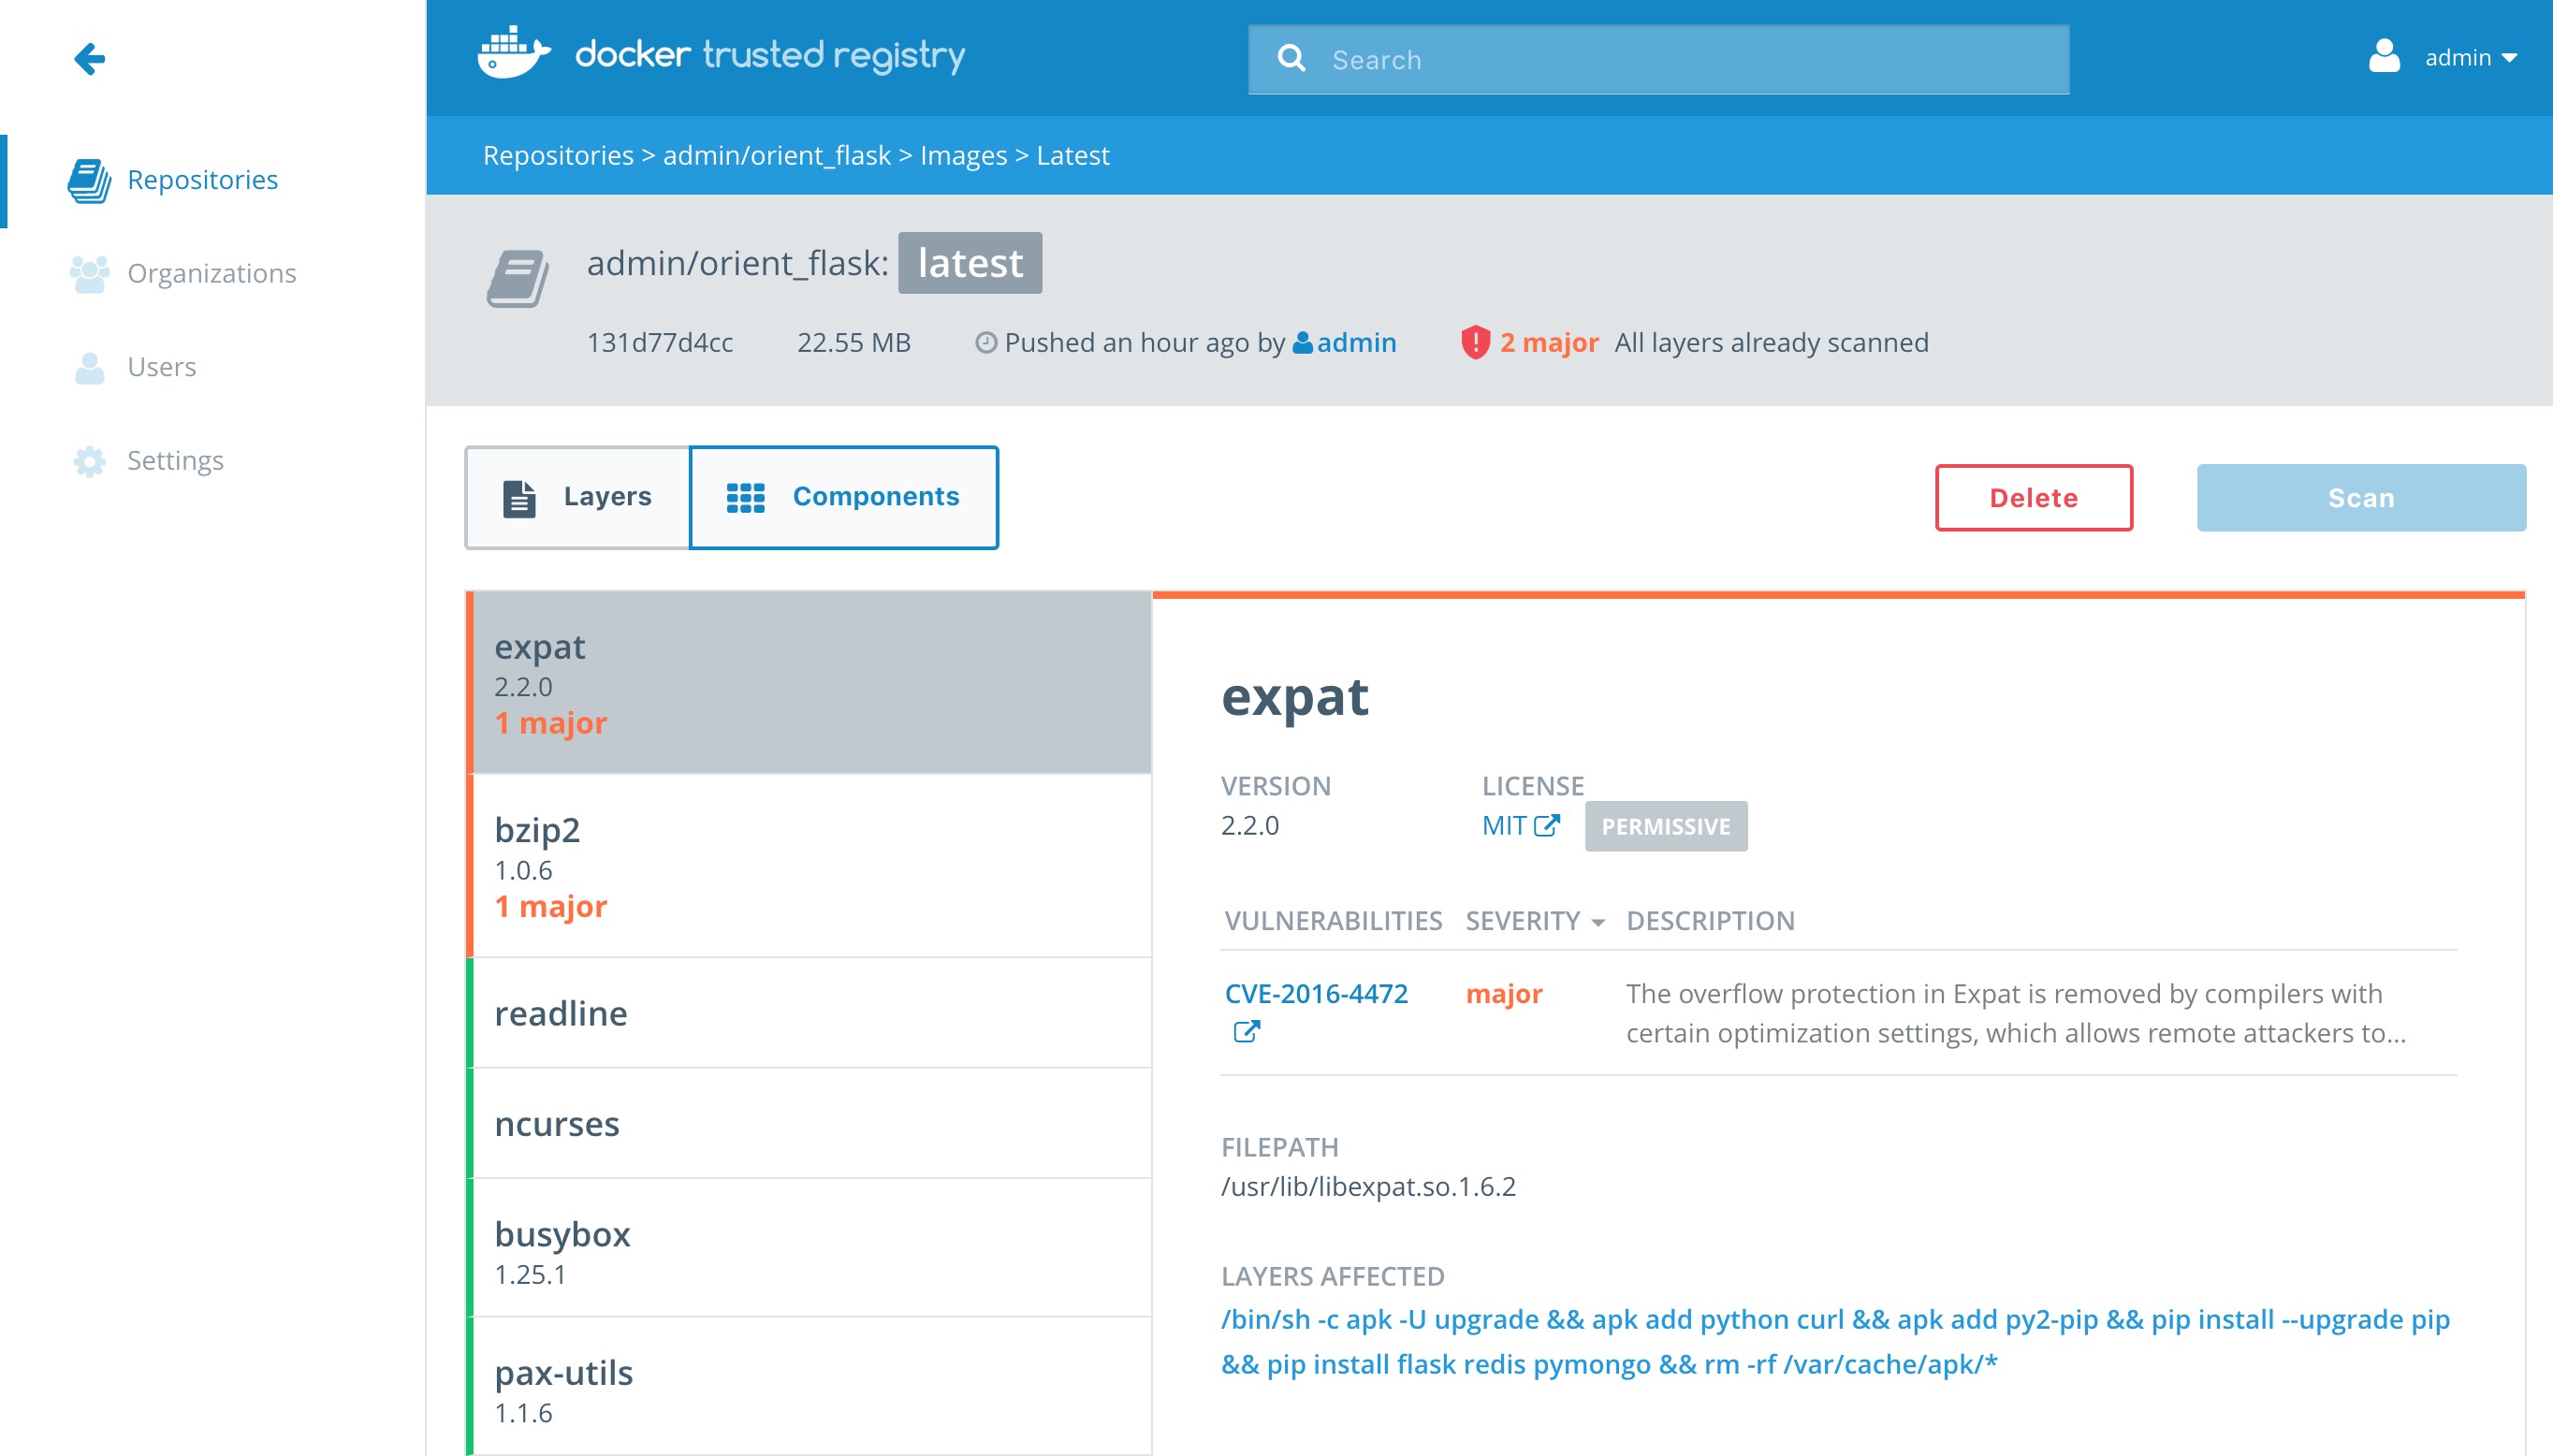 docker trusted registry
Search
admin
Repositories
Organizations
Users
Settings
Repositories > admin/orient_flask > Images > Latest
admin/orient_flask: latest
131d77d4cc 22.55 MB Pushed an hour ago by admin 2 major All layers already scanned
Layers
Components
Delete
Scan
expat
2.2.0
1 major
bzip2
1.0.6
1 major
readline
ncurses
busybox
1.25.1
pax-utils
1.1.6
expat
VERSION LICENSE
2.2.0 MIT PERMISSIVE
VULNERABILITIES SEVERITY DESCRIPTION
CVE-2016-4472 major The overflow protection in Expat is removed by compilers with
certain optimization settings, which allows remote attackers to...
FILEPATH
/usr/lib/libexpat.so.1.6.2
LAYERS AFFECTED
/bin/sh -c apk -U upgrade && apk add python curl && apk add py2-pip && pip install --upgrade pip
&& pip install flask redis pymongo && rm -rf /var/cache/apk/*